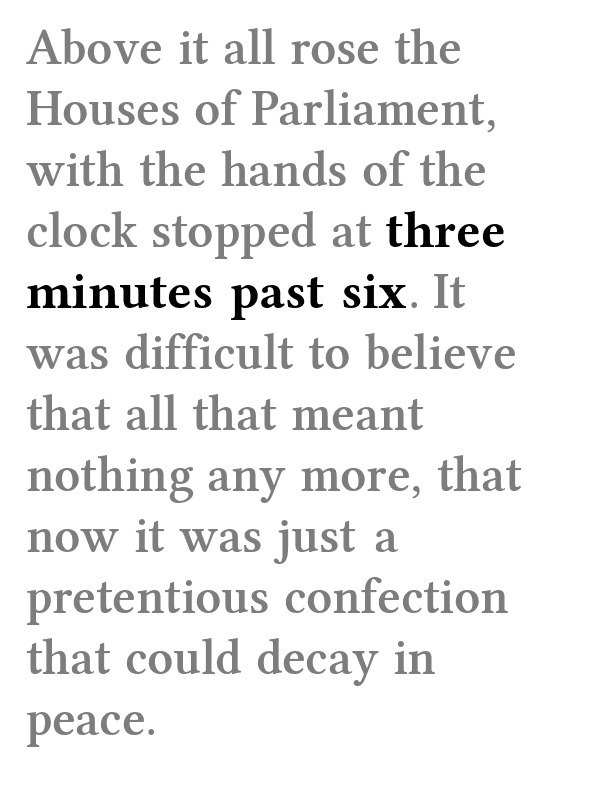 Above it all rose the
Houses of Parliament,
with the hands of the
clock stopped at three
minutes past six. It
was difficult to believe
that all that meant
nothing any more, that
now it was just a
pretentious confection
that could decay in
peace.